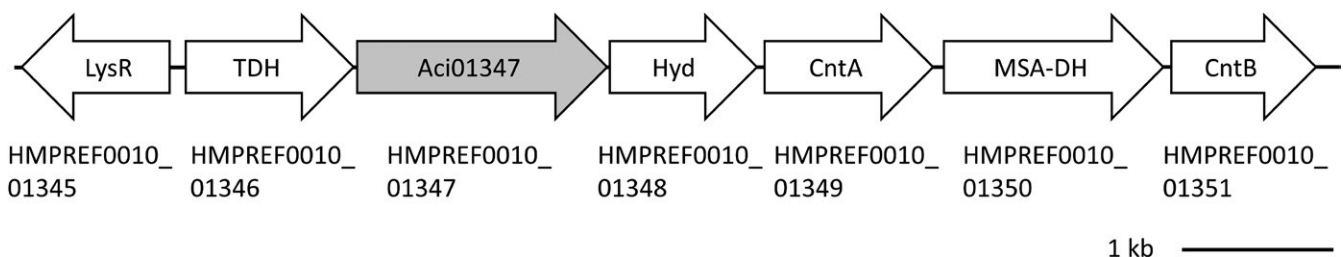 LysR TDH Aci01347 Hyd CntA MSA-DH CntB
HMPREF0010_ HMPREF0010_ HMPREF0010_ HMPREF0010_ HMPREF0010_ HMPREF0010_ HMPREF0010_
01345 01346 01347 01348 01349 01350 01351
1 kb